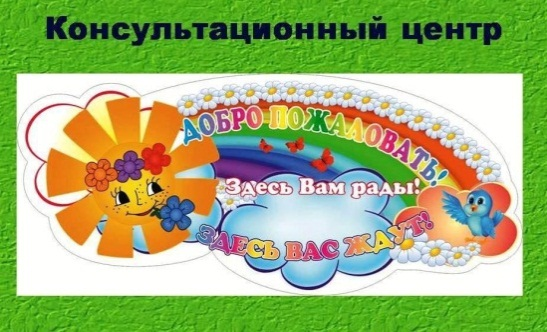 Консультационный центр
ДОБРО ПОЖАЛОВАТЬ!
Здесь Вам рады!
ЗДЕСЬ ВАС ЖДУТ!